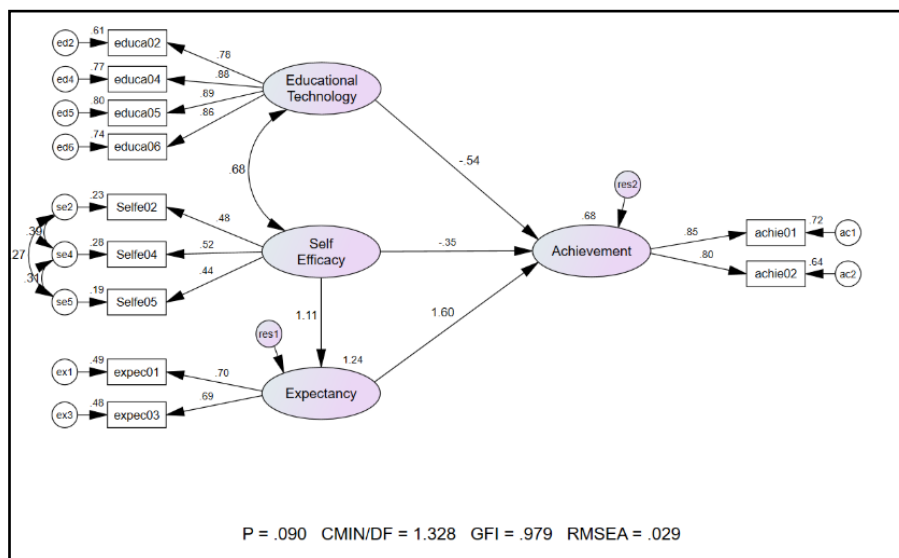 .61
ed2
educa02
.78
.77
ed4
educa04
.88
.80
ed5
educa05
.89
.74
ed6
educa06
.86
Educational
Technology
.68
-.54
res2
.23
se2
Selfe02
.48
.39
27
.28
se4
Selfe04
.52
.31
.19
se5
Selfe05
.44
Self
Efficacy
-.35
.68
Achievement
.85
achie01
.72
ac1
.80
achie02
.64
ac2
1.11
1.60
res1
1.24
.49
ex1
expec01
.70
.48
ex3
expec03
.69
Expectancy
P = .090 CMIN/DF = 1.328 GFI = .979 RMSEA = .029